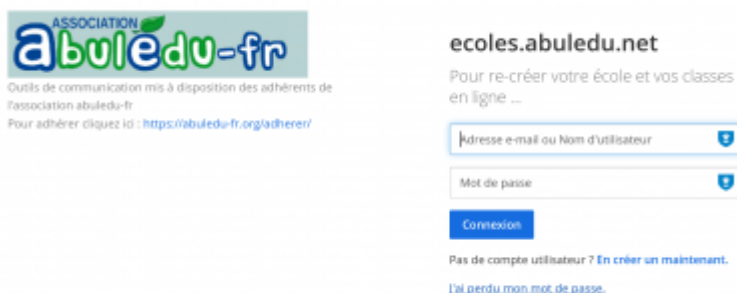 ASSOCIATION
abulédu-fr
Outils de communication mis à disposition des adhérents de
l'association abuledu-fr
Pour adhérer cliquez ici : https://abuledu-fr.org/adherer/
ecoles.abuledu.net
Pour re-créer votre école et vos classes
en ligne ...
Adresse e-mail ou Nom d'utilisateur
Mot de passe
Connexion
Pas de compte utilisateur ? En créer un maintenant.
J'ai perdu mon mot de passe.